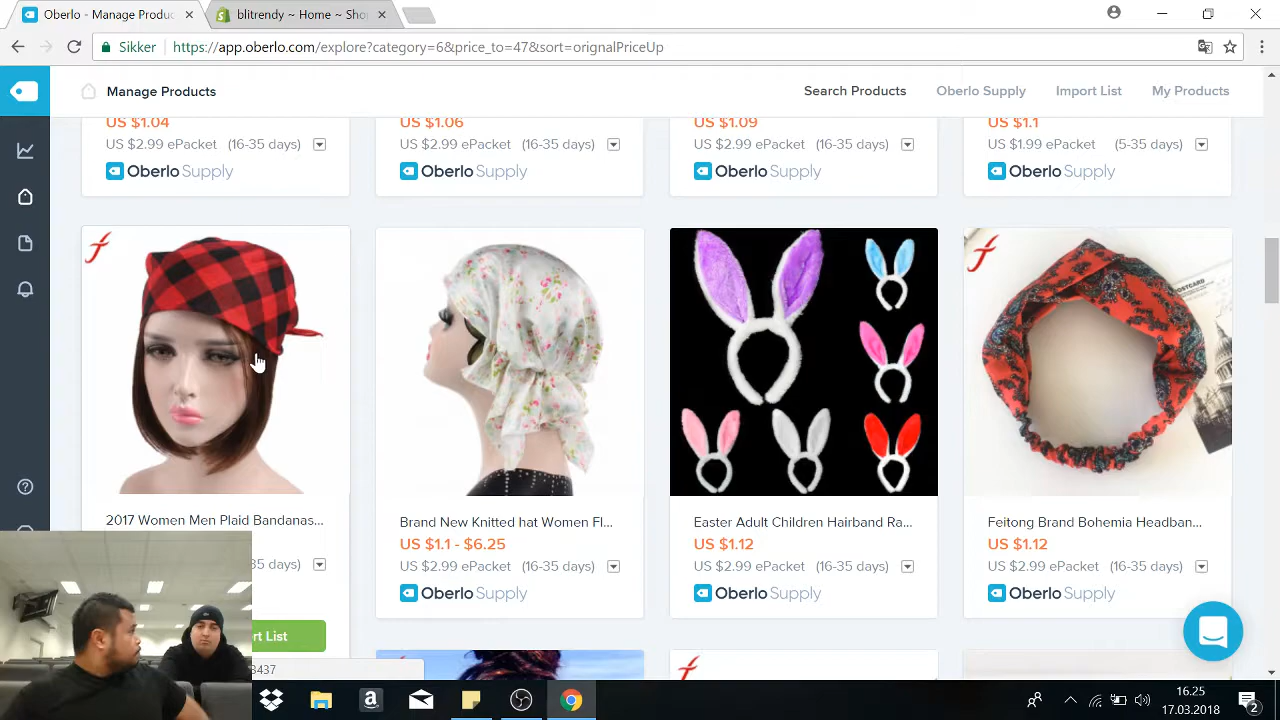 Oberlo - Manage Produc
blitrendy ~ Home ~ Sho
Sikker
https://app.oberlo.com/explore?category=6&price_to=47&sort=orignalPriceUp
Manage Products
Search Products
Oberlo Supply
Import List
My Products
US $1.04
US $1.06
US $1.09
US $1.1
US $2.99 ePacket (16-35 days)
US $2.99 ePacket (16-35 days)
US $2.99 ePacket (16-35 days)
US $1.99 ePacket (5-35 days)
Oberlo Supply
Oberlo Supply
Oberlo Supply
Oberlo Supply
POSTCARD
2017 Women Men Plaid Bandanas...
Brand New Knitted hat Women Fl...
Easter Adult Children Hairband Ra...
Feitong Brand Bohemia Headban...
US $1.1 - $6.25
US $1.12
US $1.12
35 days)
US $2.99 ePacket (16-35 days)
US $2.99 ePacket (16-35 days)
US $2.99 ePacket (16-35 days)
Oberlo Supply
Oberlo Supply
Oberlo Supply
rt List
3437
16.25
17.03.2018
2